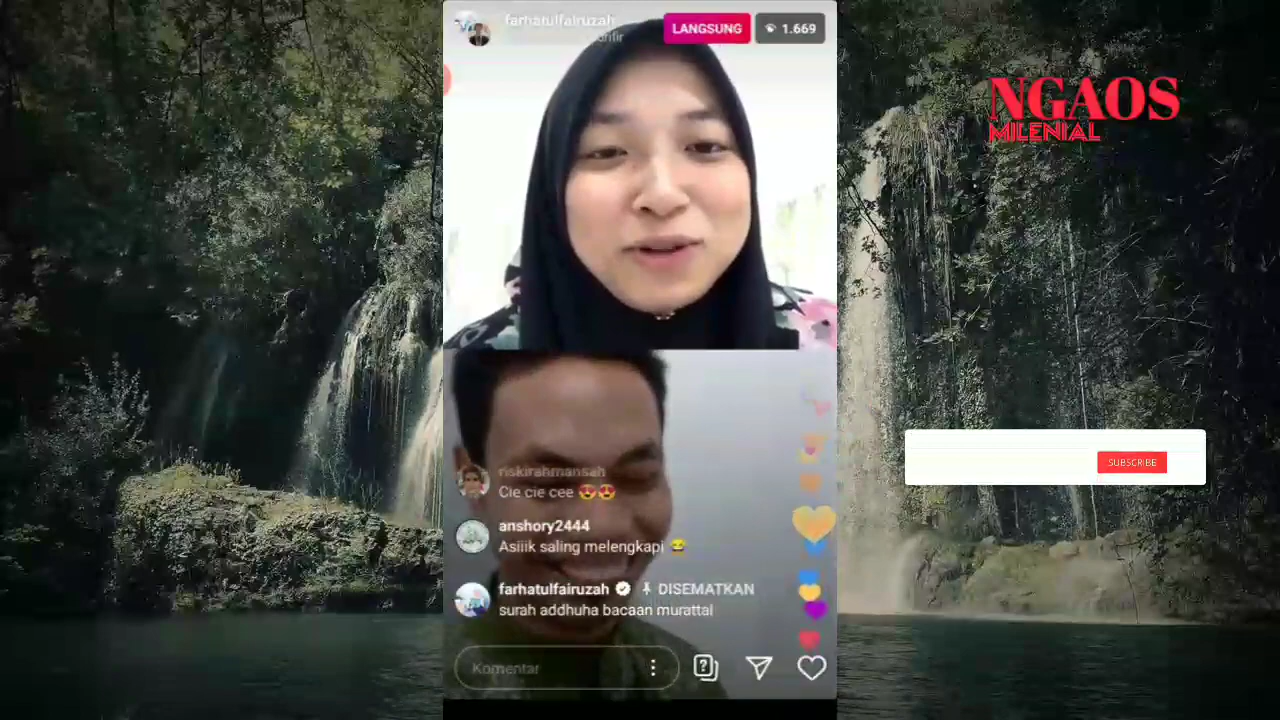 farhatulfairuzah
LANGSUNG
1.669
NGAOS
MILENIAL
riskirahmansah
Cie cie cee 😍😍
anshory2444
Asiiik saling melengkapi 😂
farhatulfairuzah DISEMATKAN
surah addhuha bacaan murattal
Komentar
SUBSCRIBE